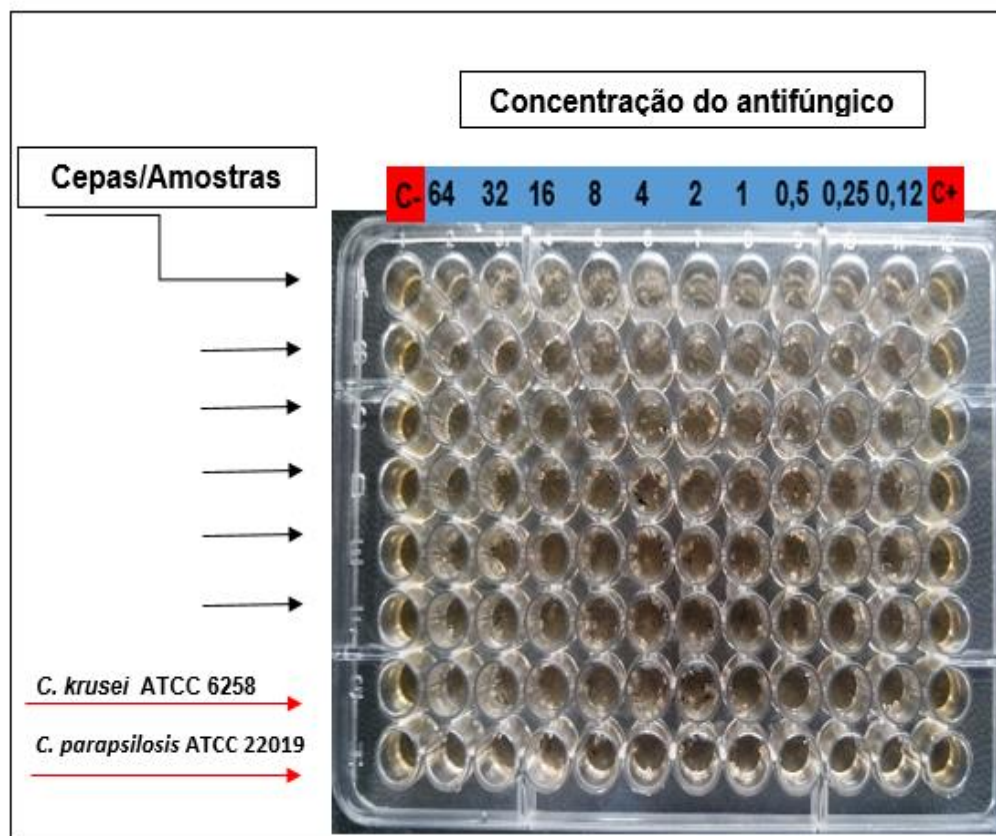 Concentração do antifúngico
Cepas/Amostras
C- 64 32 16 8 4 2 1 0,5 0,25 0,12 C+
C. krusei ATCC 6258
C. parapsilosis ATCC 22019